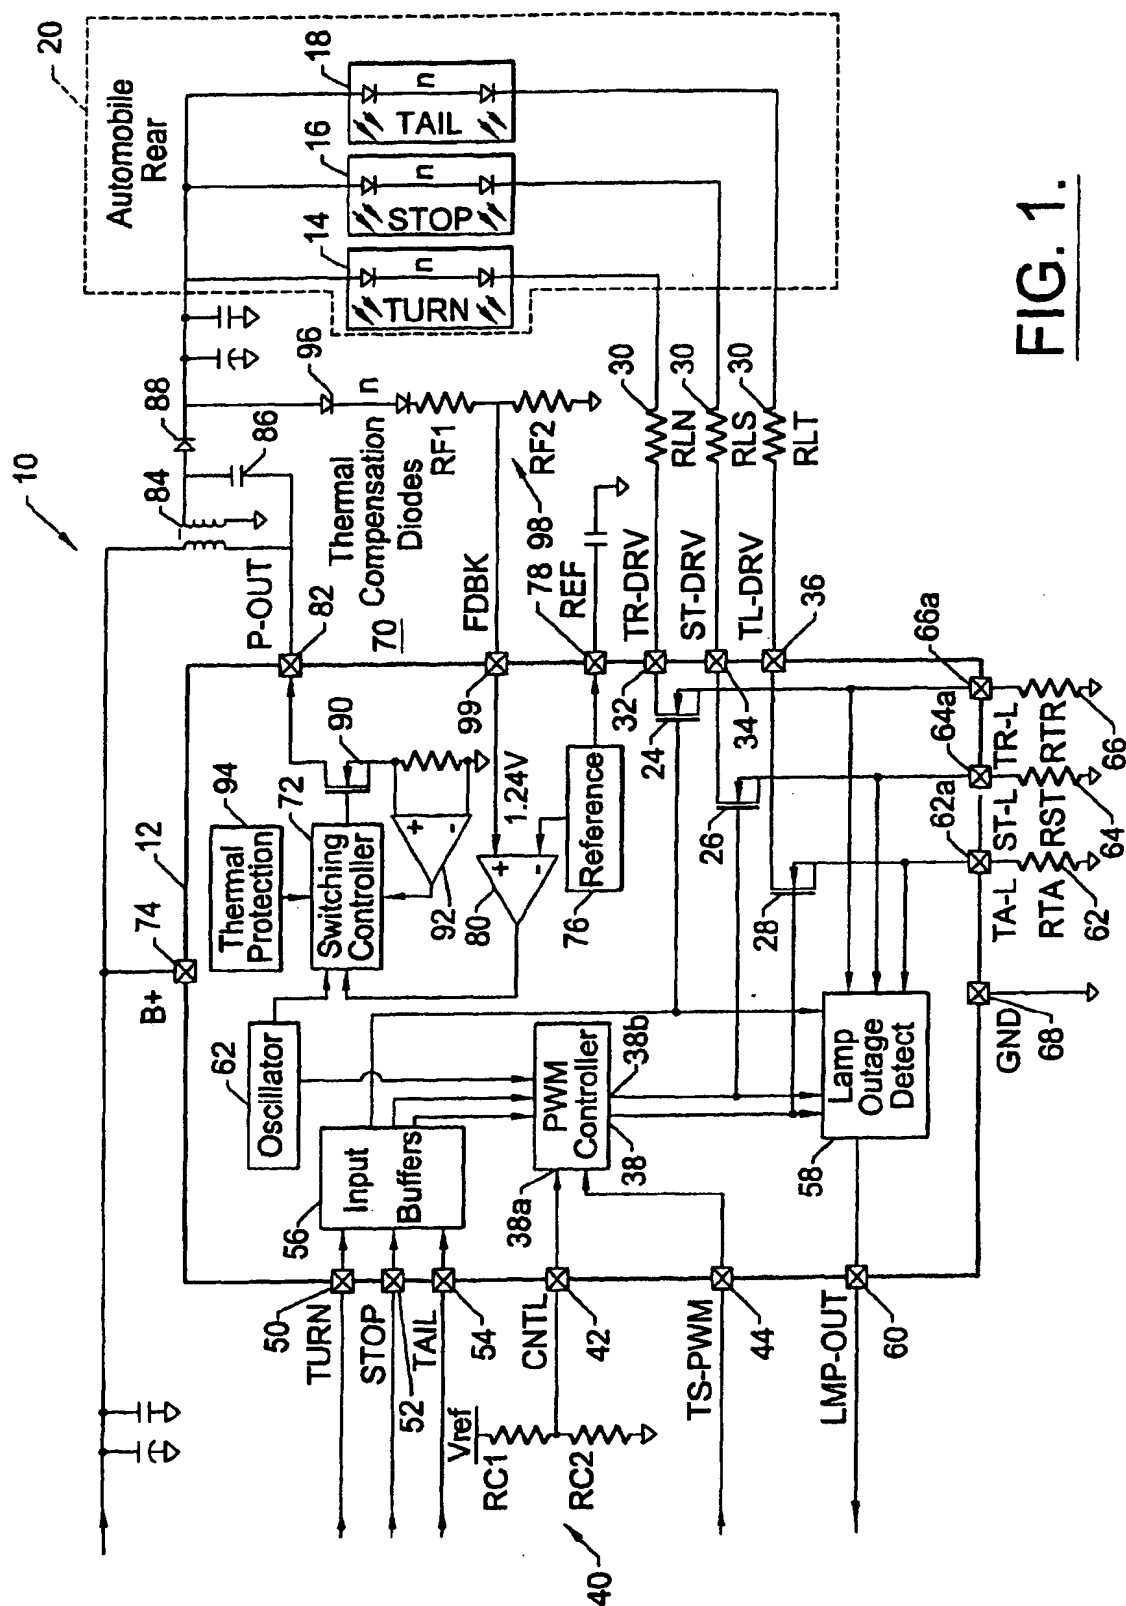 10
20
Automobile
Rear
18
16
14
n
n
n
TAIL
STOP
TURN
84
88
86
96
n
P-OUT
82
Thermal
Compensation
Diodes
70
RF1
RF2
FDBK
99
98
78
REF
TR-DRV
ST-DRV
TL-DRV
30
30
30
RLN
RLS
RLT
32
34
36
B+
74
12
94
Thermal
Protection
72
Switching
Controller
90
92
+
-
1.24V
80
+
-
76
Reference
24
26
28
62
Oscillator
56
Input
Buffers
38a
PWM
Controller
38b
38
58
Lamp
Outage
Detect
50
TURN
STOP
52
TAIL
54
CNTL
42
Vref
RC1
RC2
40
TS-PWM
44
LMP-OUT
60
GND
68
62a
64a
66a
TA-L
ST-L
TR-L
RTA
RST
RTR
62
64
66
FIG. 1.